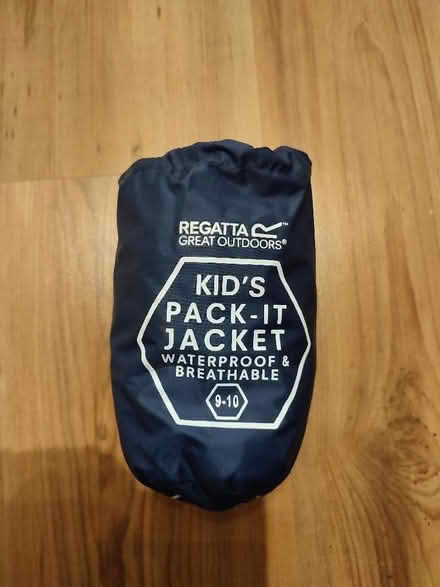 REGATTA
GREAT OUTDOORS®
KID'S
PACK-IT
JACKET
WATERPROOF &
BREATHABLE
9-10